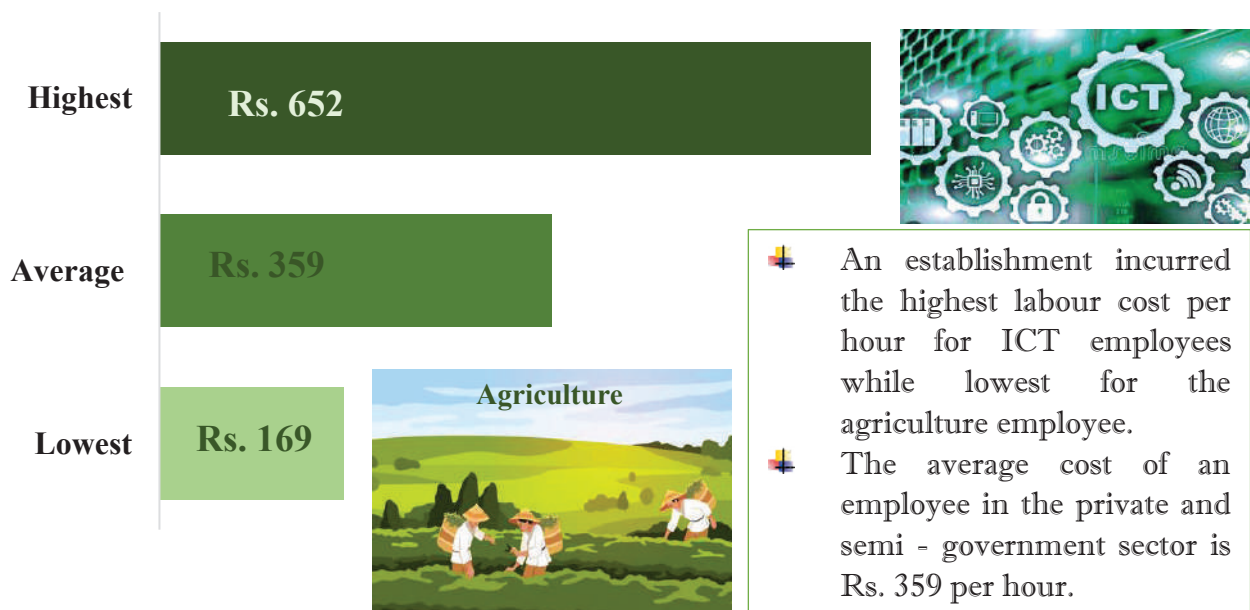 Highest
Rs. 652
ICT
Average
Rs. 359
Lowest
Rs. 169
Agriculture
An establishment incurred
the highest labour cost per
hour for ICT employees
while lowest for the
agriculture employee.
The average cost of an
employee in the private and
semi - government sector is
Rs. 359 per hour.